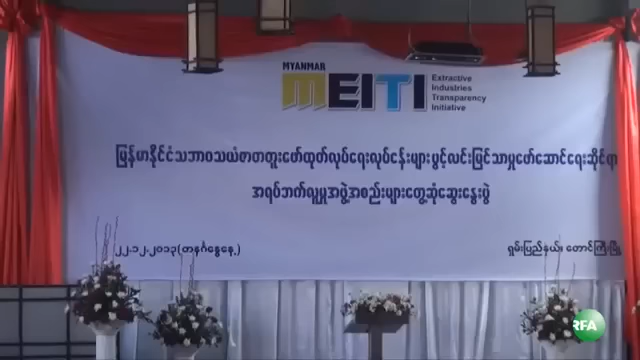 MYANMAR
MEITI
Extractive
Industries
Transparency
Initiative
မြန်မာနိုင်ငံသဘာဝသယံဇာတတူးဖော်ထုတ်လုပ်ရေးလုပ်ငန်းများပွင့်လင်းမြင်သာမှုဖော်ဆောင်ရေးဆိုင်ရာ
အရပ်ဘက်လူမှုအဖွဲ့အစည်းများတွေ့ဆုံဆွေးနွေးပွဲ
၂၂-၁၂-၂၀၁၃(တနင်္ဂနွေနေ့)
ရှမ်းပြည်နယ်၊ တောင်ကြီးမြို့
RFA